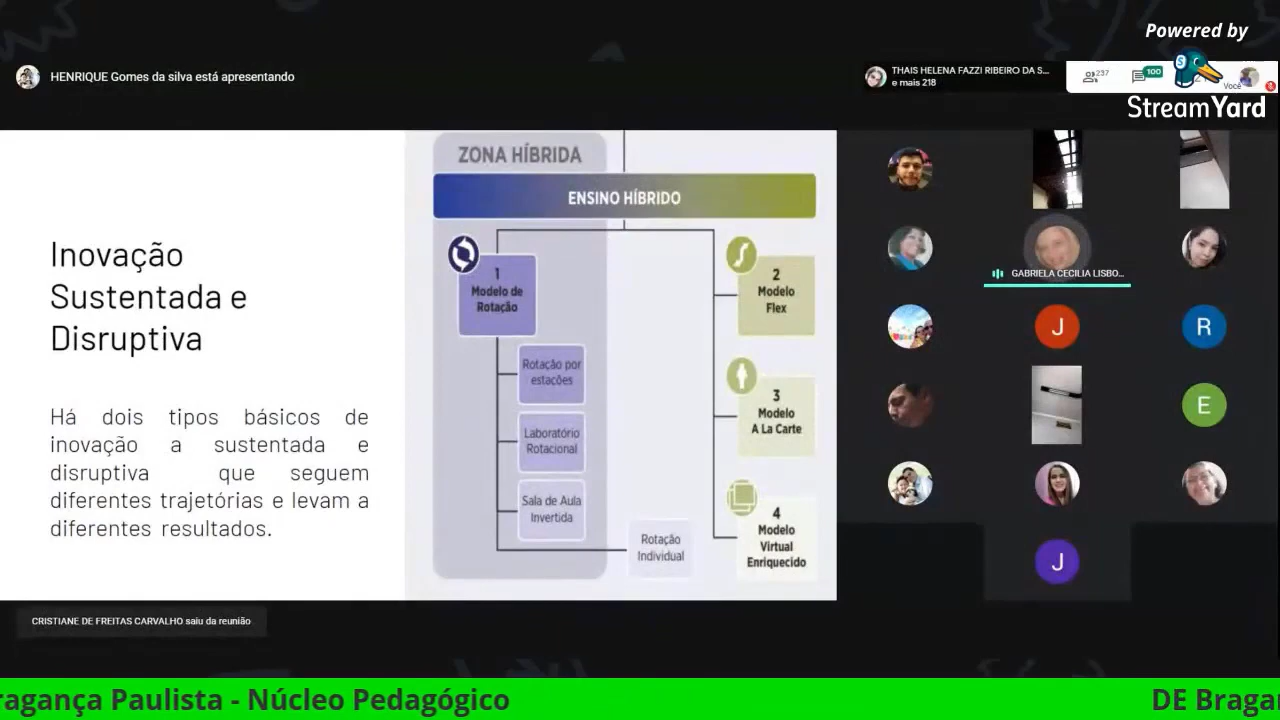 Powered by
StreamYard
HENRIQUE Gomes da silva está apresentando
THAIS HELENA FAZZI RIBEIRO DA S...
e mais 218
237
100
Você
ZONA HÍBRIDA
ENSINO HÍBRIDO
Inovação
Sustentada e
Disruptiva
Há dois tipos básicos de
inovação a sustentada e
disruptiva que seguem
diferentes trajetórias e levam a
diferentes resultados.
1
Modelo de
Rotação
Rotação por
estações
Laboratório
Rotacional
Sala de Aula
Invertida
Rotação
Individual
2
Modelo
Flex
3
Modelo
A La Carte
4
Modelo
Virtual
Enriquecido
GABRIELA CECILIA LISBO...
J
R
E
J
CRISTIANE DE FREITAS CARVALHO saiu da reunião
ragança Paulista - Núcleo Pedagógico
DE Bragan